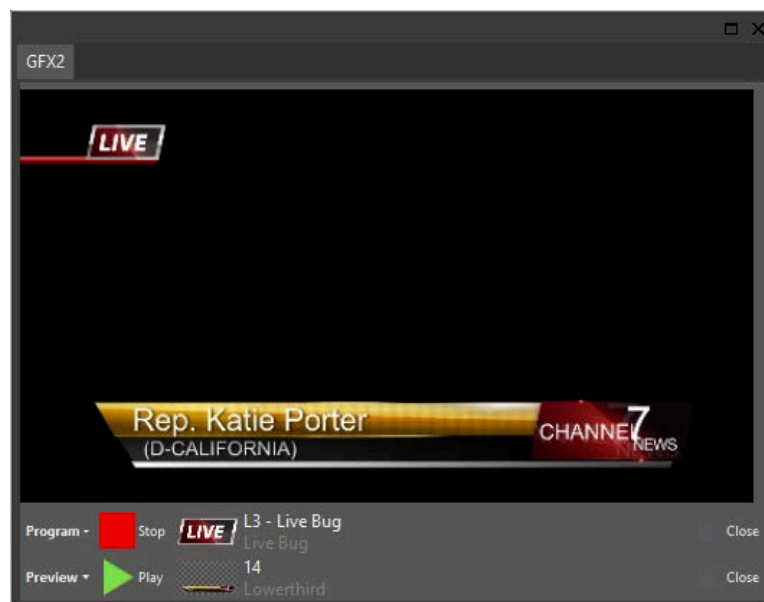 GFX2
LIVE
Rep. Katie Porter
(D-CALIFORNIA)
CHANNEL 7
NEWS
Program
Stop
LIVE
L3 - Live Bug
Live Bug
Close
Preview
Play
14
Lowerthird
Close